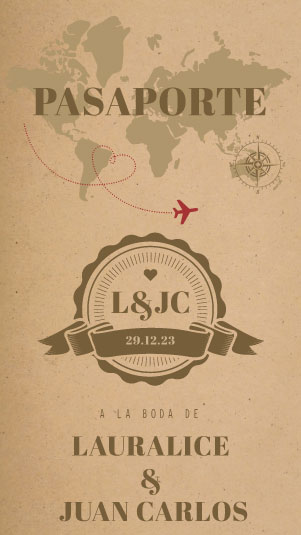 PASAPORTE
L&JC
29.12.23
A LA BODA DE
LAURALICE
&
JUAN CARLOS